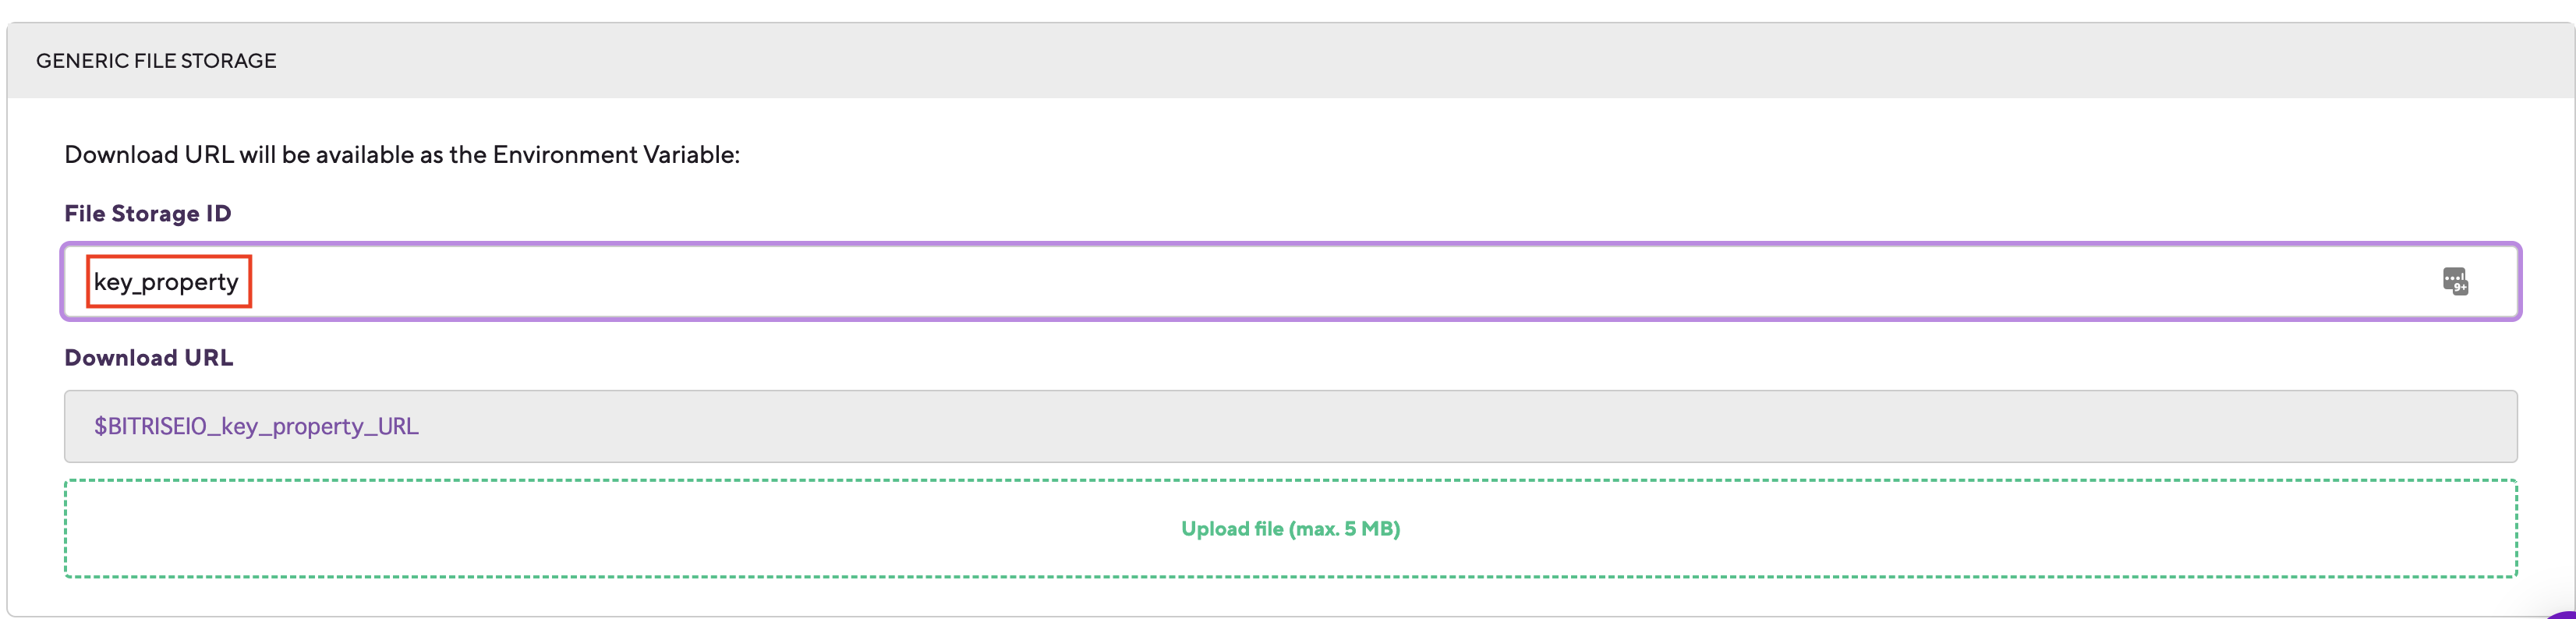 GENERIC FILE STORAGE
Download URL will be available as the Environment Variable:
File Storage ID
key_property
9+
Download URL
$BITRISEIO_key_property_URL
Upload file (max. 5 MB)